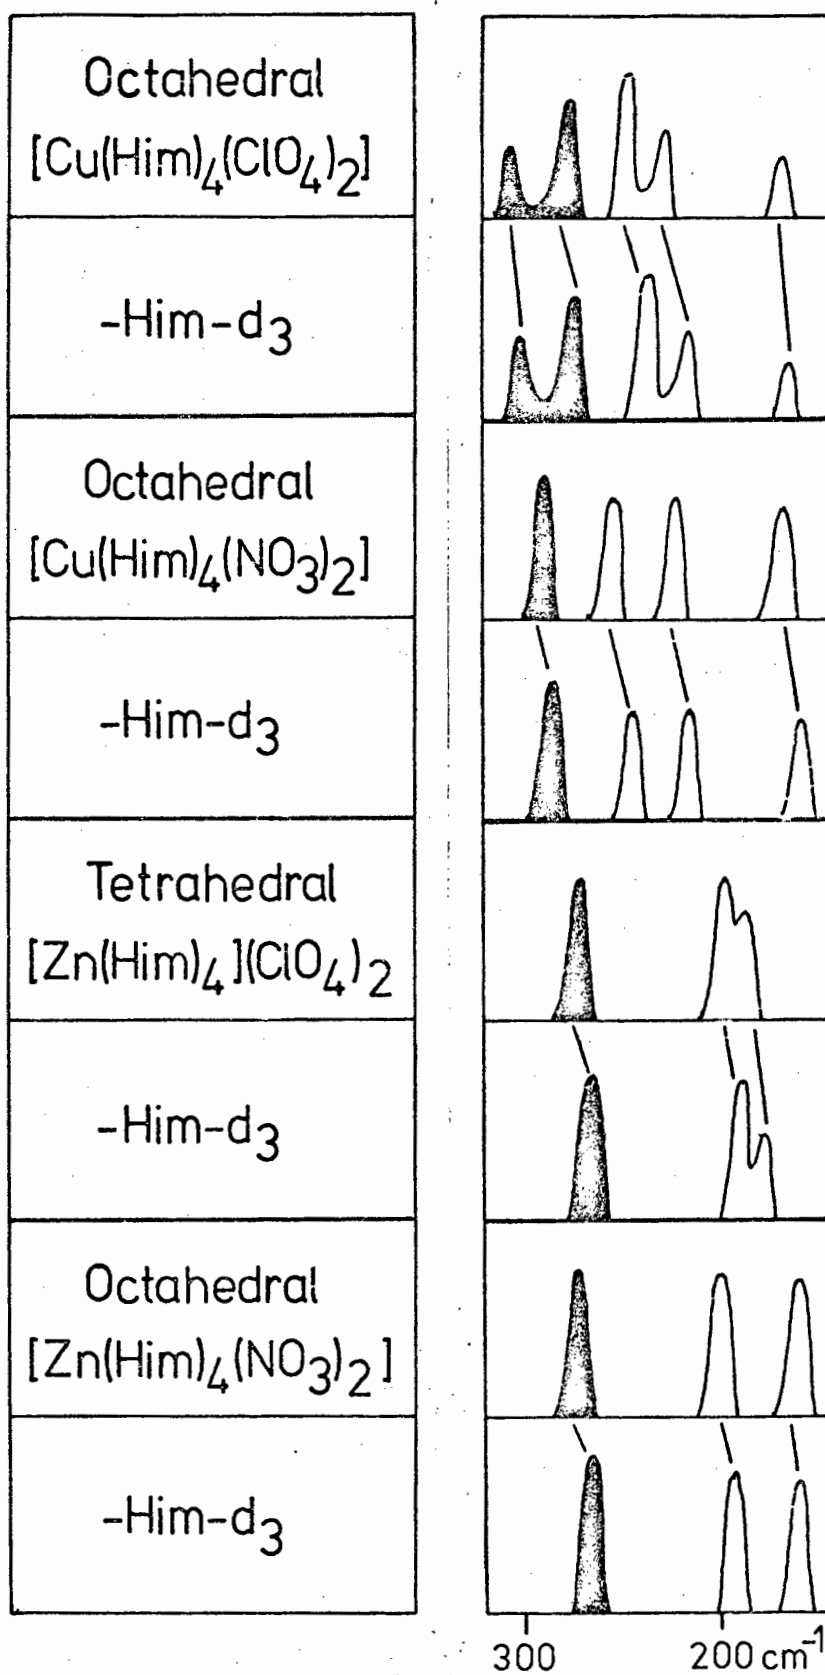 Octahedral
[Cu(Him)4(ClO4)2]
-Him-d3
Octahedral
[Cu(Him)4(NO3)2]
-Him-d3
Tetrahedral
[Zn(Him)4](ClO4)2
-Him-d3
Octahedral
[Zn(Him)4(NO3)2]
-Him-d3
300 200 cm-1